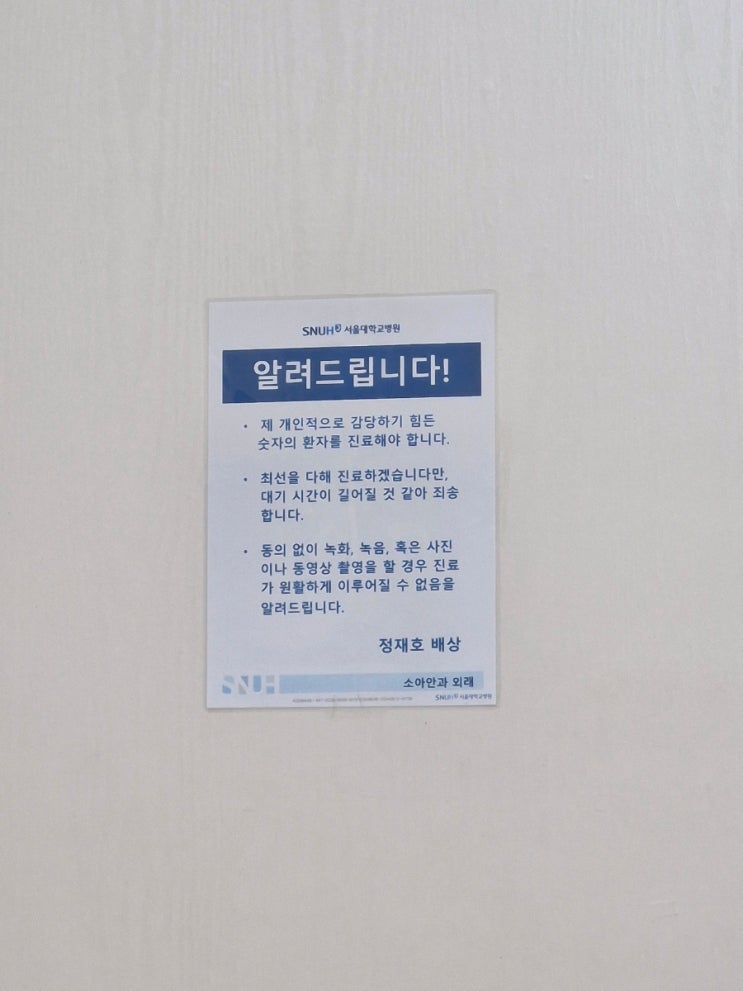 SNUH 서울대학교병원
알려드립니다!
• 제 개인적으로 감당하기 힘든
숫자의 환자를 진료해야 합니다.
• 최선을 다해 진료하겠습니다만,
대기 시간이 길어질 것 같아 죄송
합니다.
• 동의 없이 녹화, 녹음, 혹은 사진
이나 동영상 촬영을 할 경우 진료
가 원활하게 이루어질 수 없음을
알려드립니다.
정재호 배상
SNUH 소아안과 외래
SNUH 서울대학교병원